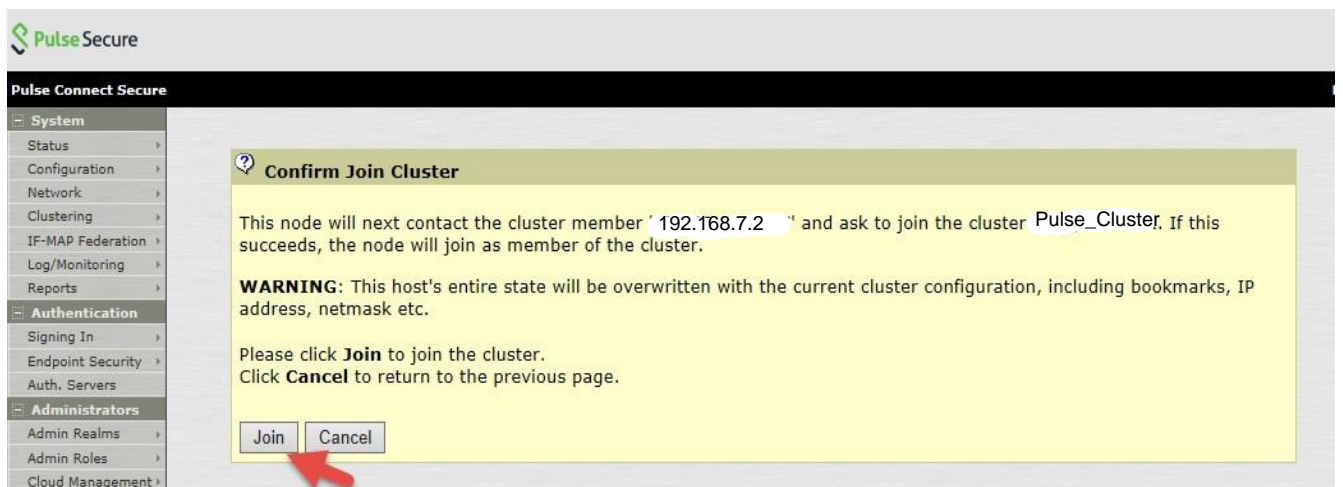 Pulse Secure
Pulse Connect Secure
System
Status
Configuration
Network
Clustering
IF-MAP Federation
Log/Monitoring
Reports
Authentication
Signing In
Endpoint Security
Auth. Servers
Administrators
Admin Realms
Admin Roles
Cloud Management
Confirm Join Cluster
This node will next contact the cluster member "192.168.7.2" and ask to join the cluster Pulse_Cluster. If this
succeeds, the node will join as member of the cluster.
WARNING: This host's entire state will be overwritten with the current cluster configuration, including bookmarks, IP
address, netmask etc.
Please click Join to join the cluster.
Click Cancel to return to the previous page.
Join Cancel